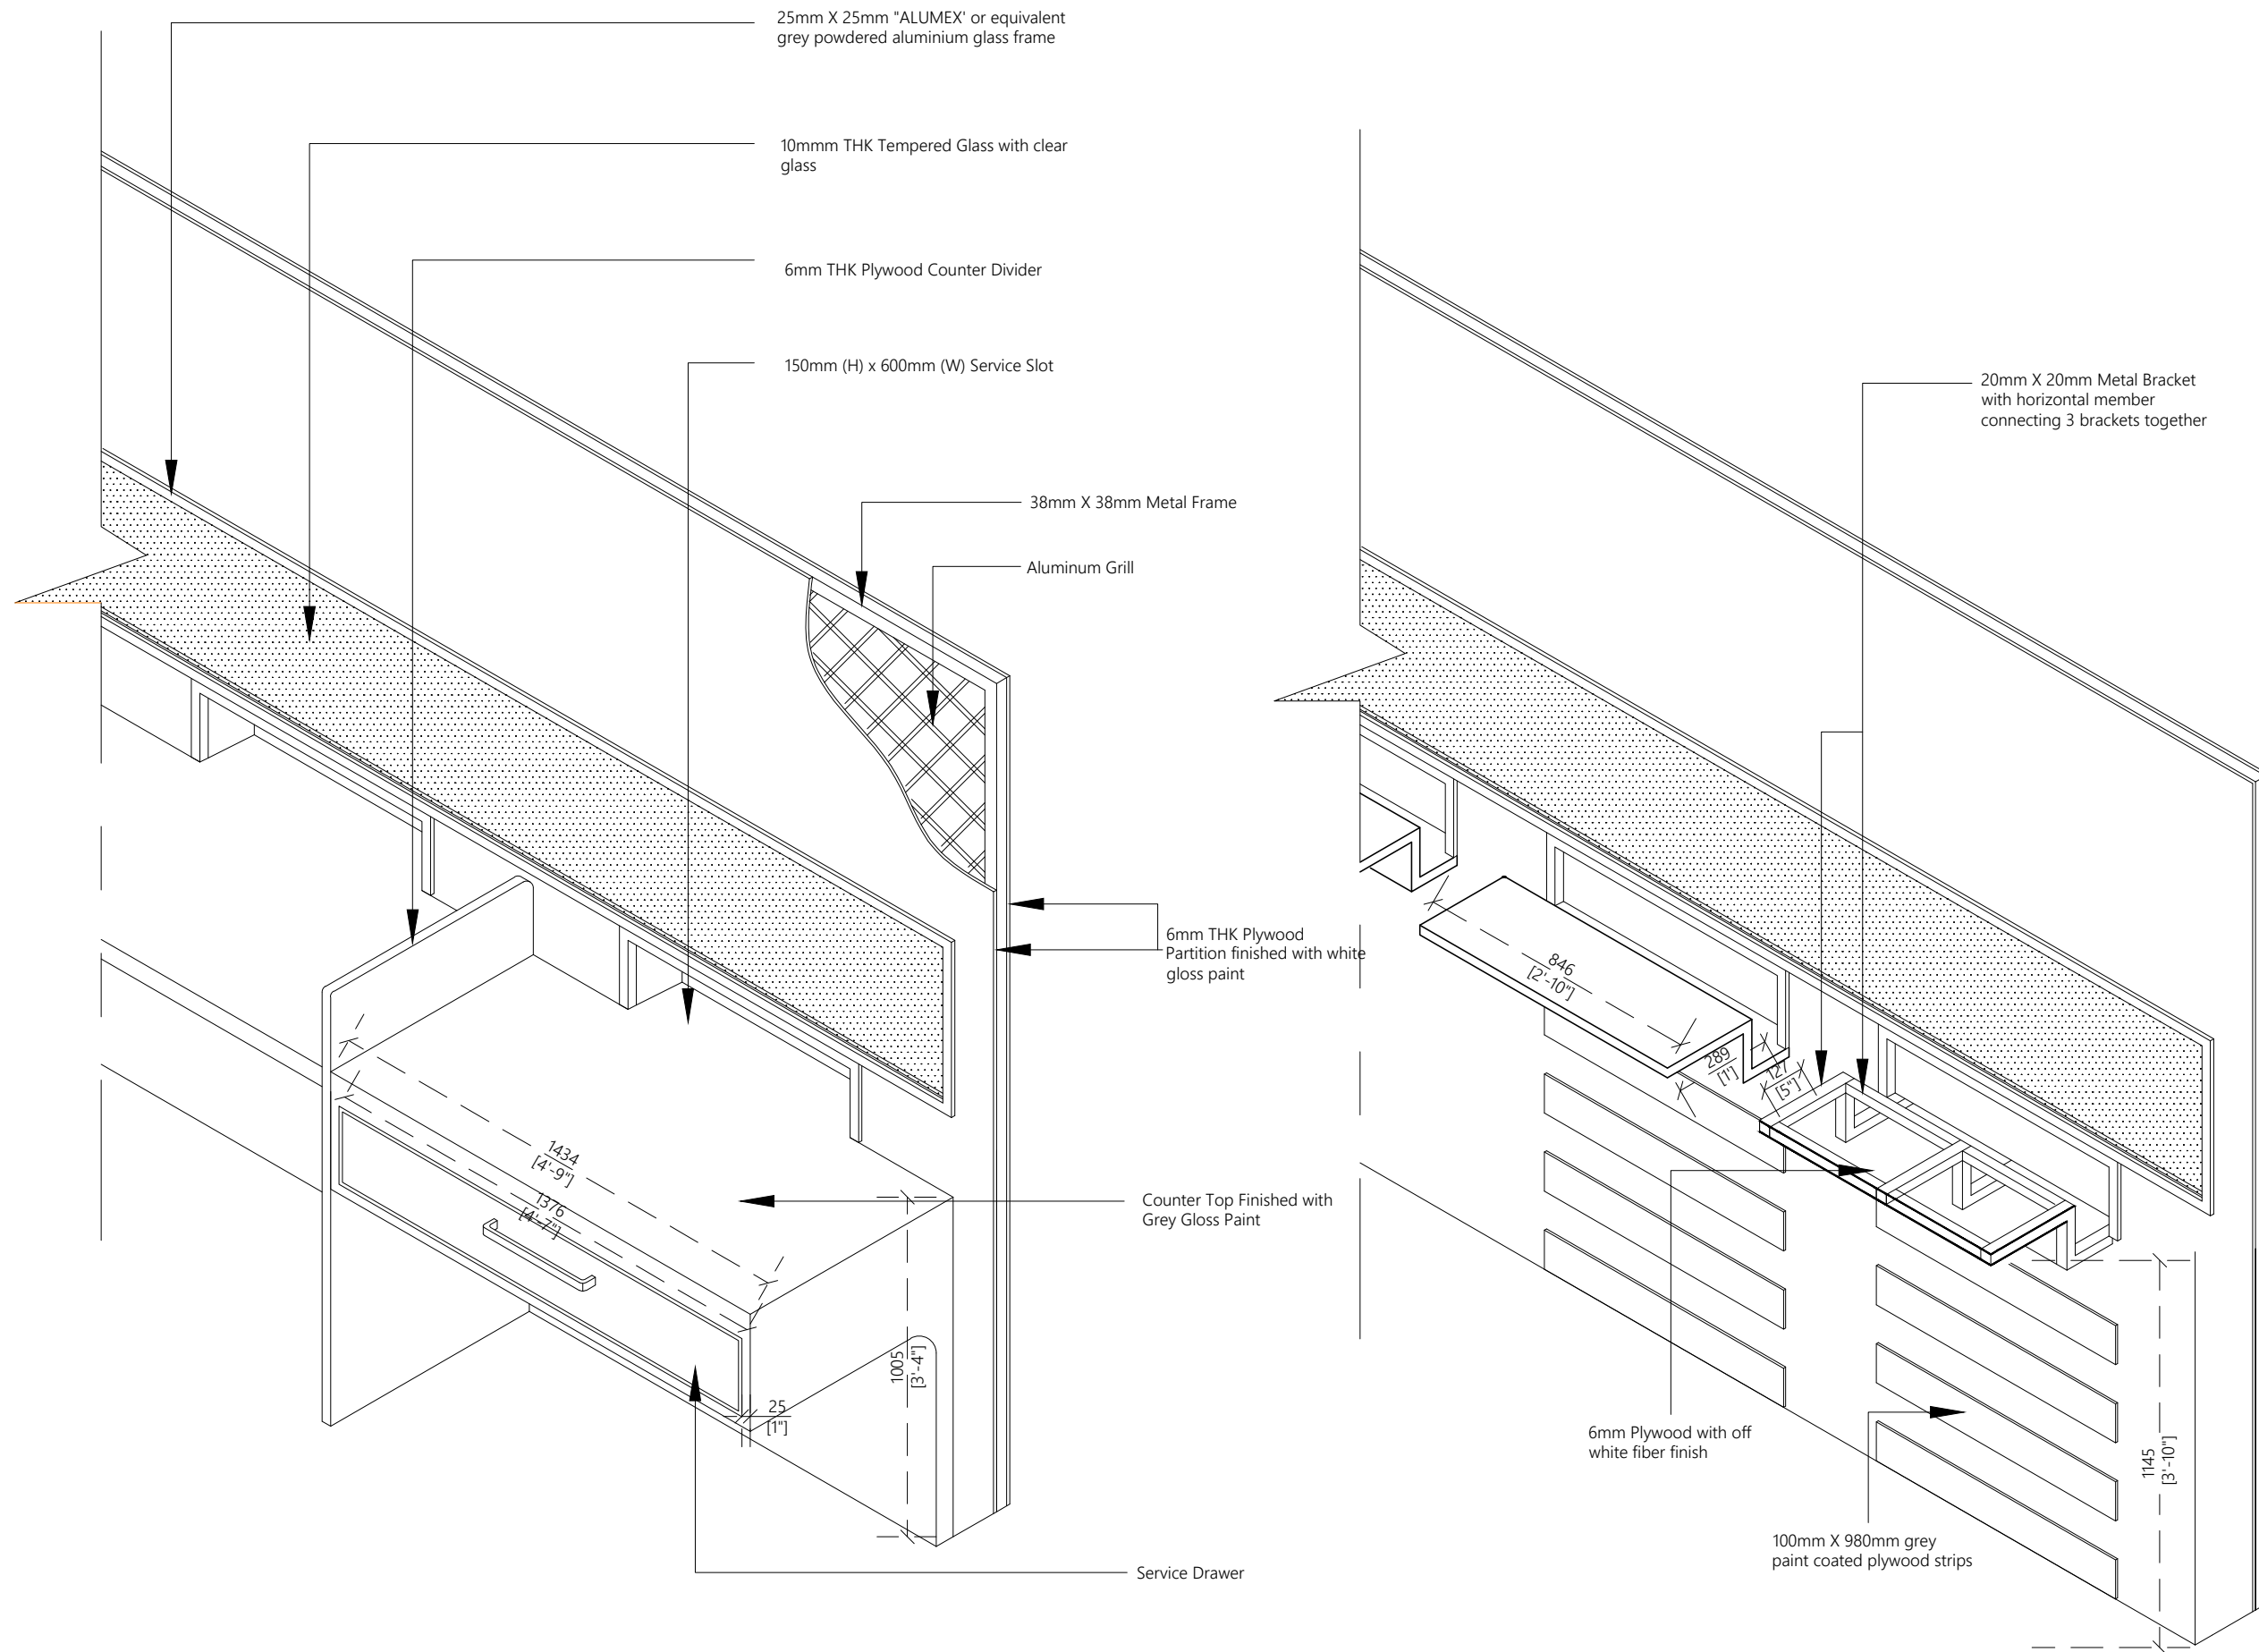 25mm X 25mm "ALUMEX' or equivalent
grey powdered aluminium glass frame
10mmm THK Tempered Glass with clear
glass
6mm THK Plywood Counter Divider
150mm (H) x 600mm (W) Service Slot
38mm X 38mm Metal Frame
Aluminum Grill
6mm THK Plywood
Partition finished with white
gloss paint
1434
[4'-9"]
1376
[4'-7"]
Counter Top Finished with
Grey Gloss Paint
1005
[3'-4"]
25
[1"]
Service Drawer
20mm X 20mm Metal Bracket
with horizontal member
connecting 3 brackets together
846
[2'-10"]
289
[1']
127
[5"]
6mm Plywood with off
white fiber finish
1145
[3'-10"]
100mm X 980mm grey
paint coated plywood strips